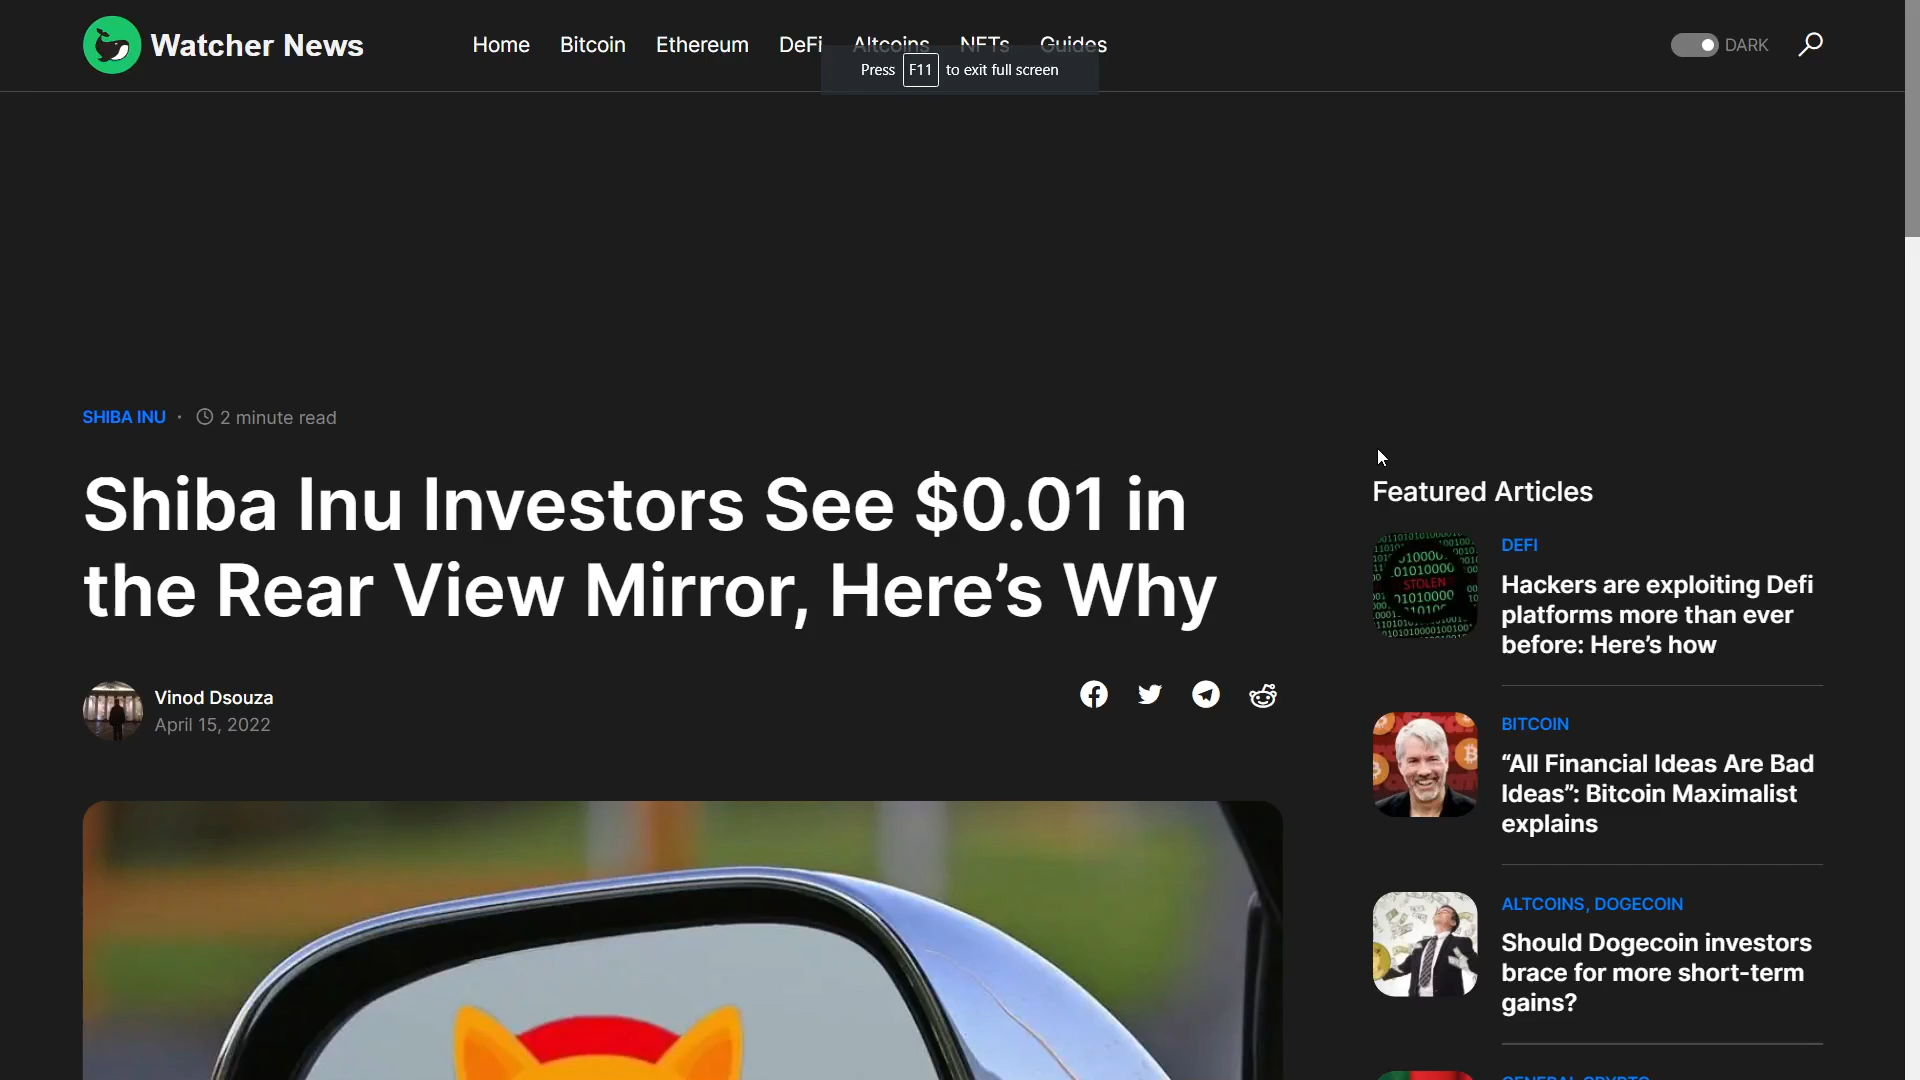 Watcher News
Home Bitcoin Ethereum DeFi Altcoins NFTs Guides
DARK
Press F11 to exit full screen
SHIBA INU · 2 minute read
Shiba Inu Investors See $0.01 in
the Rear View Mirror, Here’s Why
Vinod Dsouza
April 15, 2022
Featured Articles
STOLEN
DEFI
Hackers are exploiting Defi
platforms more than ever
before: Here’s how
BITCOIN
“All Financial Ideas Are Bad
Ideas”: Bitcoin Maximalist
explains
ALTCOINS, DOGECOIN
Should Dogecoin investors
brace for more short-term
gains?
GENERAL CRYPTO